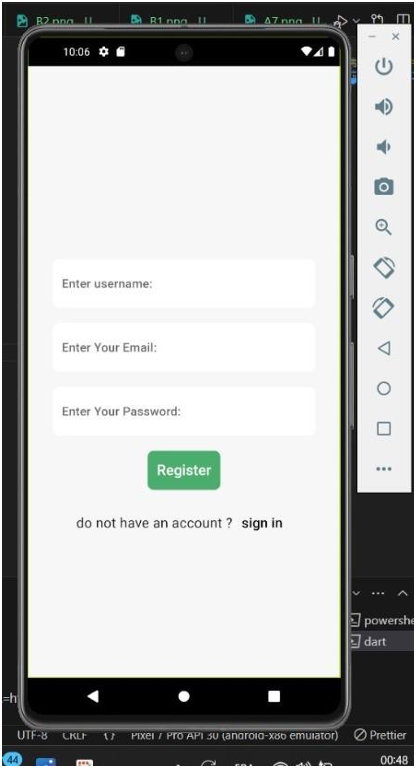 B2.png U
B1.png U
A7.png U
10:06
Enter username:
Enter Your Email:
Enter Your Password:
Register
do not have an account ? sign in
powershe
dart
=h
UTF-8 CRLF {} Pixel 7 Pro API 30 (android-x86 emulator) Prettier
44
FRA
00:48